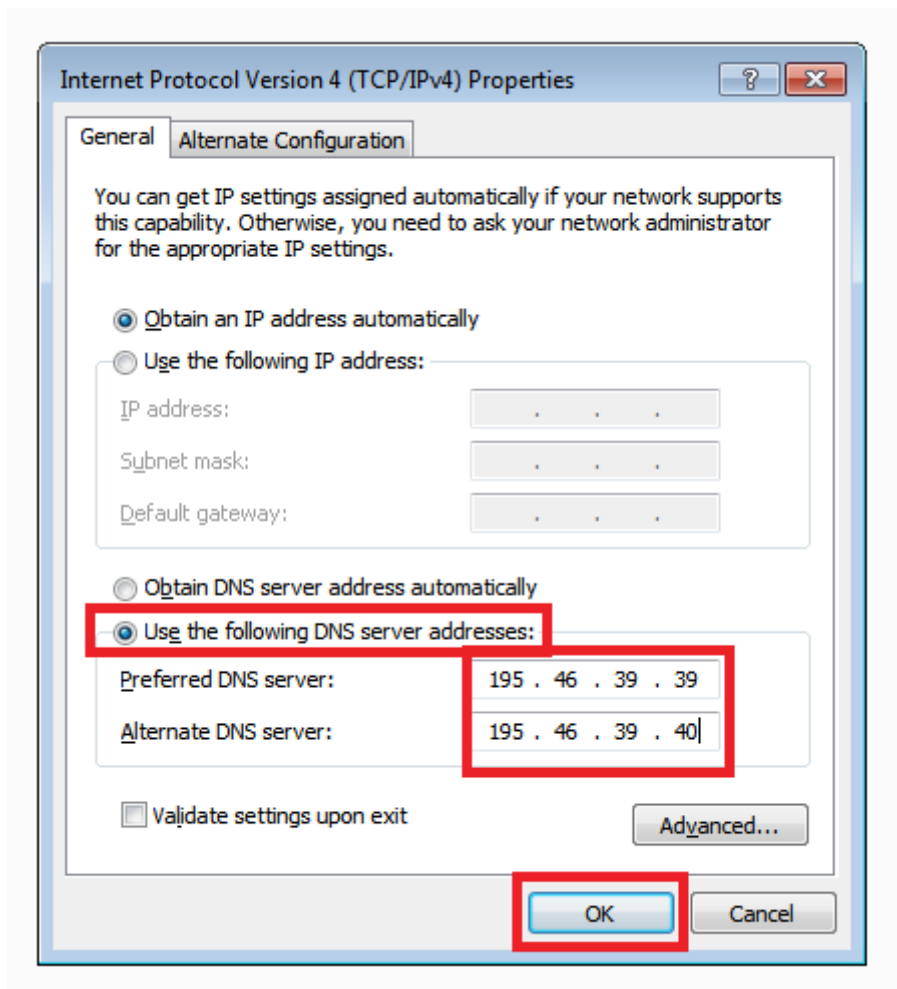 Internet Protocol Version 4 (TCP/IPv4) Properties
General
Alternate Configuration
You can get IP settings assigned automatically if your network supports
this capability. Otherwise, you need to ask your network administrator
for the appropriate IP settings.
Obtain an IP address automatically
Use the following IP address:
IP address: . . .
Subnet mask: . . .
Default gateway: . . .
Obtain DNS server address automatically
Use the following DNS server addresses:
Preferred DNS server: 195 . 46 . 39 . 39
Alternate DNS server: 195 . 46 . 39 . 40
Validate settings upon exit
Advanced...
OK
Cancel